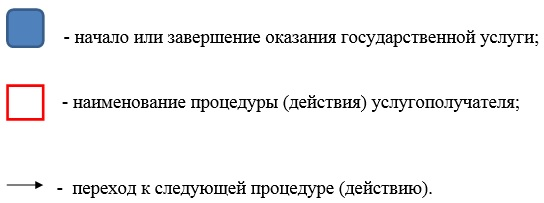 - начало или завершение оказания государственной услуги;
- наименование процедуры (действия) услугополучателя;
- переход к следующей процедуре (действию).